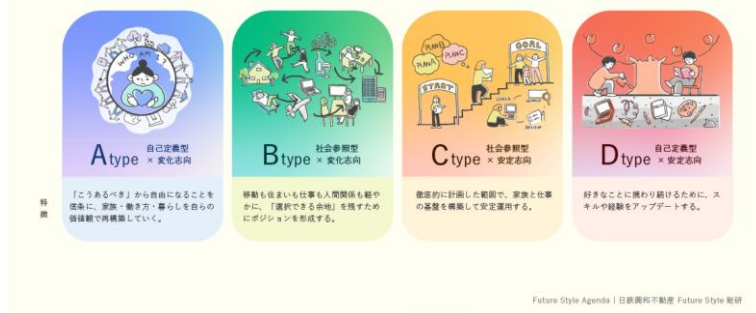 WHO AM I?
PLAN B
PLAN C
PLAN A
GOAL
START
A type 自己定義型 × 変化志向
B type 社会参照型 × 変化志向
C type 社会参照型 × 安定志向
D type 自己定義型 × 安定志向
特徴
「こうあるべき」から自由になることを
信条に、家族・働き方・暮らしを自らの
価値観で再構築していく。
移動も住まいも仕事も人間関係も軽や
かに、「選択できる余地」を残すため
にポジションを形成する。
徹底的に計画した範囲で、家族と仕事
の基盤を構築して安定運用する。
好きなことに携わり続けるために、ス
キルや経験をアップデートする。
Future Style Agenda | 日鉄興和不動産 Future Style 総研